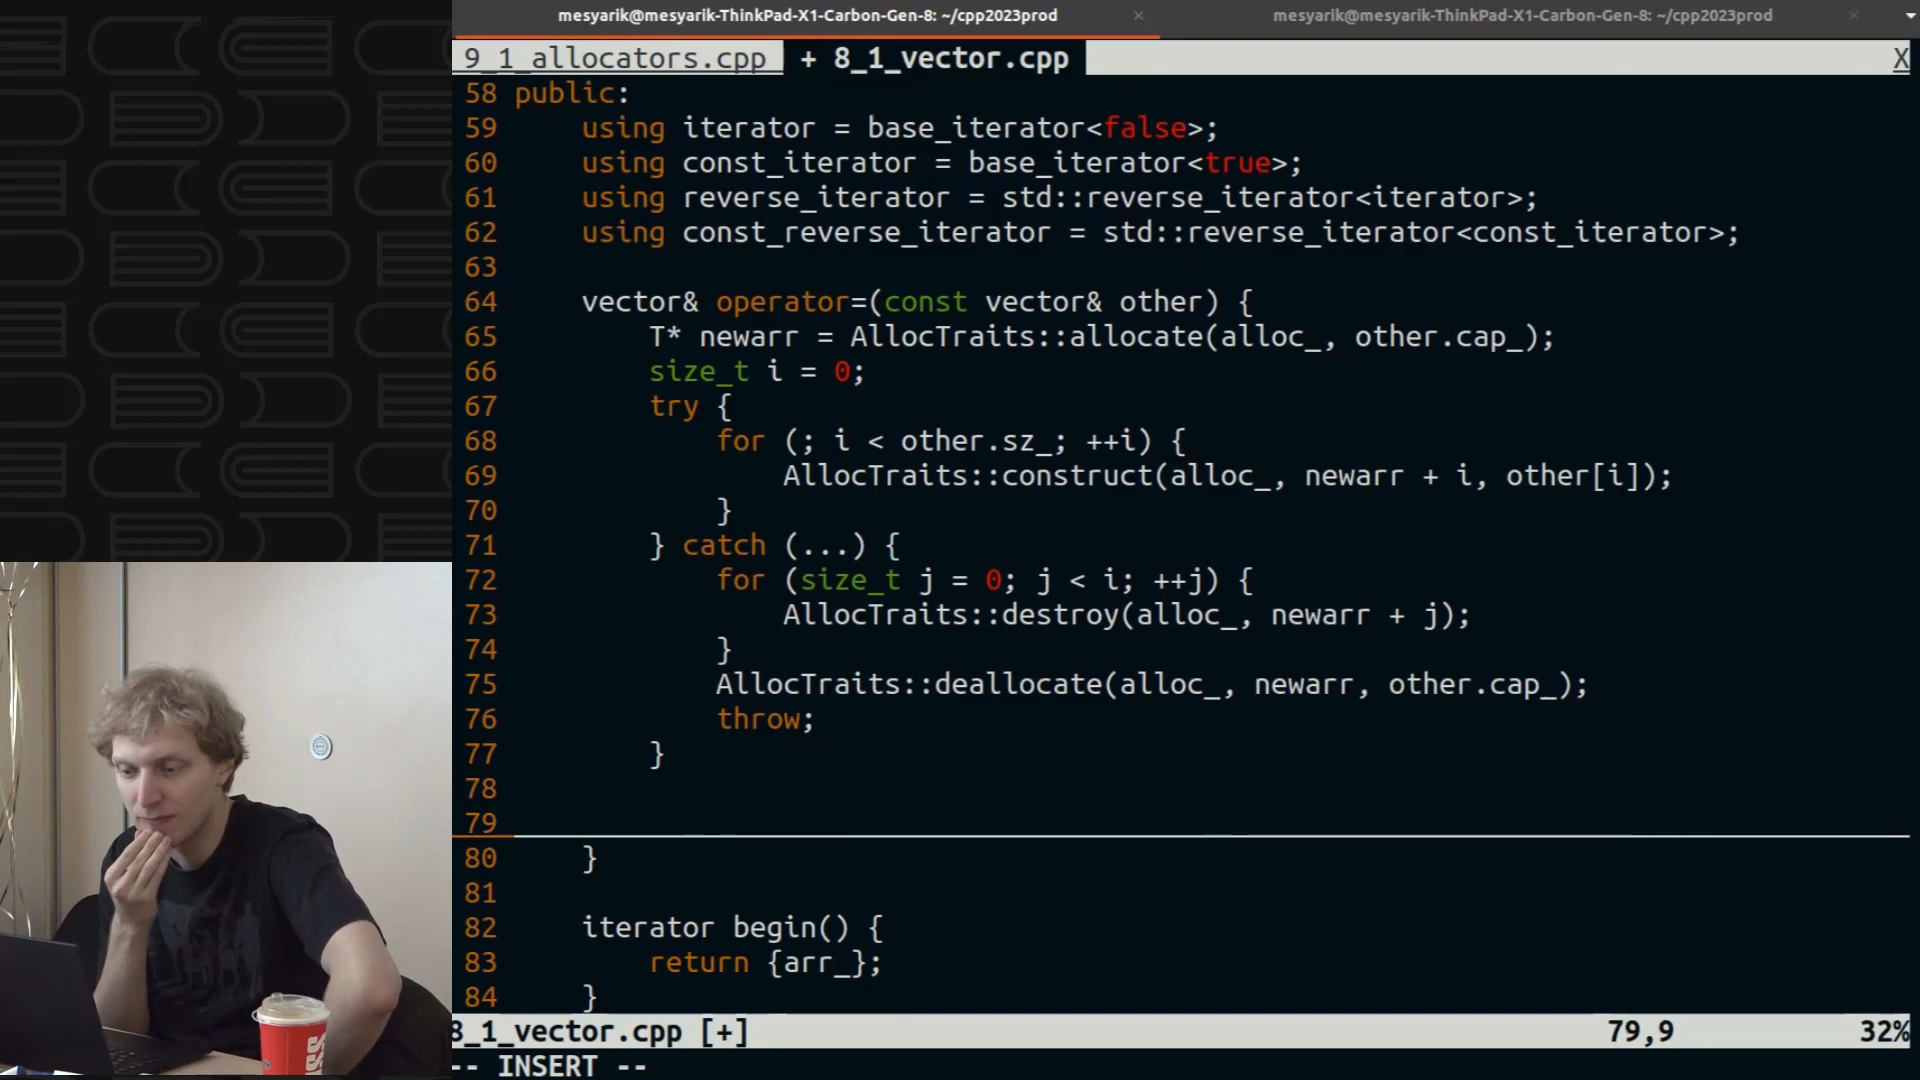 mesyarik@mesyarik-ThinkPad-X1-Carbon-Gen-8: ~/cpp2023prod × mesyarik@mesyarik-ThinkPad-X1-Carbon-Gen-8: ~/cpp2023prod ×
9_1_allocators.cpp + 8_1_vector.cpp X
58 public:
59 using iterator = base_iterator<false>;
60 using const_iterator = base_iterator<true>;
61 using reverse_iterator = std::reverse_iterator<iterator>;
62 using const_reverse_iterator = std::reverse_iterator<const_iterator>;
63
64 vector& operator=(const vector& other) {
65 T* newarr = AllocTraits::allocate(alloc_, other.cap_);
66 size_t i = 0;
67 try {
68 for (; i < other.sz_; ++i) {
69 AllocTraits::construct(alloc_, newarr + i, other[i]);
70 }
71 } catch (...) {
72 for (size_t j = 0; j < i; ++j) {
73 AllocTraits::destroy(alloc_, newarr + j);
74 }
75 AllocTraits::deallocate(alloc_, newarr, other.cap_);
76 throw;
77 }
78
79
80 }
81
82 iterator begin() {
83 return {arr_};
84 }
8_1_vector.cpp [+] 79,9 32%
-- INSERT --